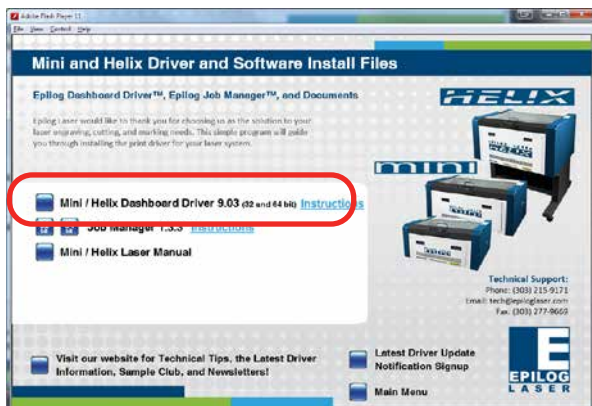 Adobe Flash Player 11
File View Control Help
Mini and Helix Driver and Software Install Files
Epilog Dashboard Driver™, Epilog Job Manager™, and Documents
HELIX
Epilog Laser would like to thank you for choosing us as the solution to your
laser engraving, cutting, and marking needs. This simple program will guide
you through installing the print driver for your laser system.
mini
Mini / Helix Dashboard Driver 9.03 (32 and 64 bit) Instructions
Job Manager 1.3.3 Instructions
Mini / Helix Laser Manual
Technical Support:
Phone: (303) 215-9171
Email: tech@epiloglaser.com
Fax: (303) 277-9669
Visit our website for Technical Tips, the Latest Driver
Information, Sample Club, and Newsletters!
Latest Driver Update
Notification Signup
Main Menu
EPILOG
LASER